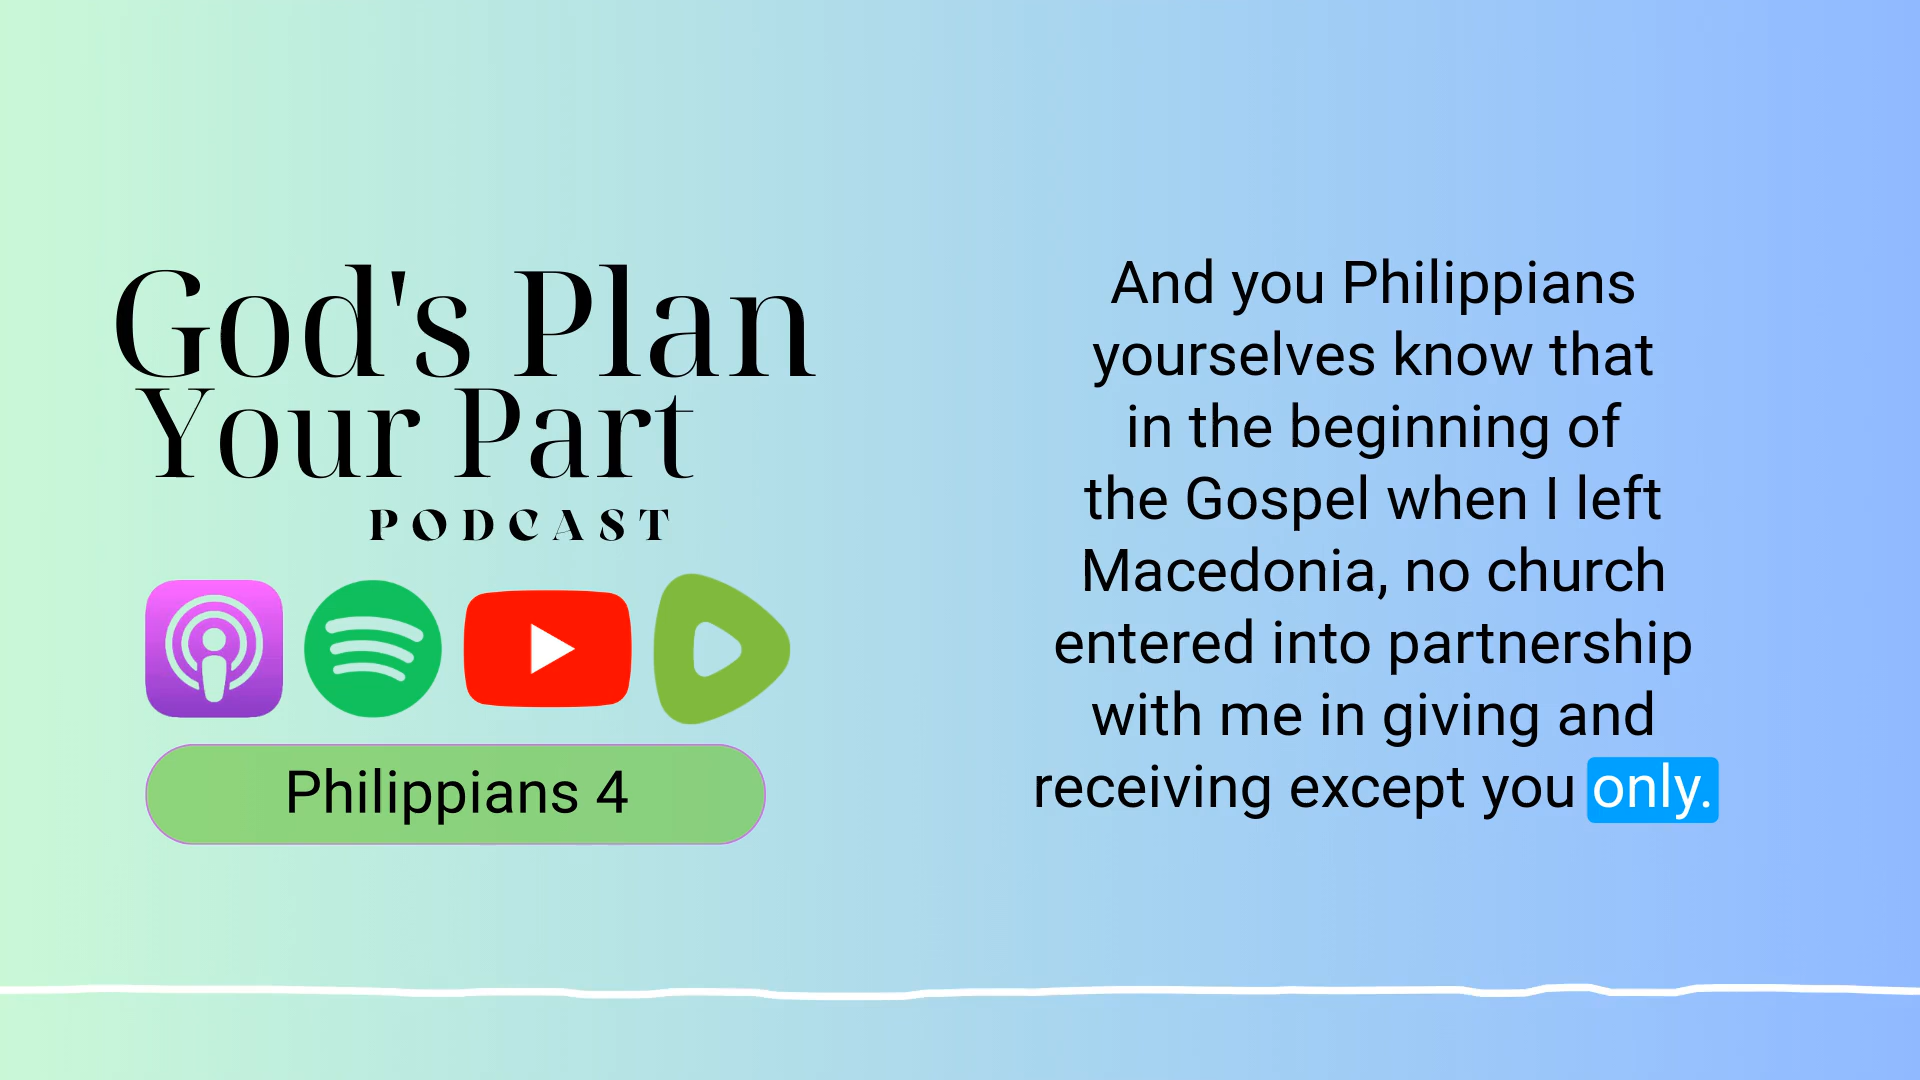 God's Plan
Your Part
PODCAST
Philippians 4
And you Philippians
yourselves know that
in the beginning of
the Gospel when I left
Macedonia, no church
entered into partnership
with me in giving and
receiving except you only.